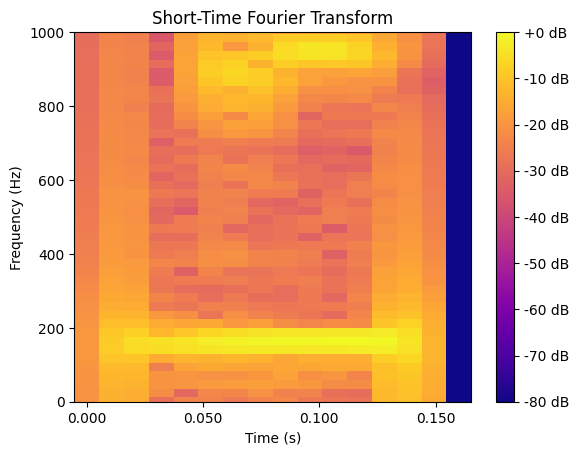 Short-Time Fourier Transform
1000
800
600
400
200
0
Frequency (Hz)
0.000
0.050
0.100
0.150
Time (s)
+0 dB
-10 dB
-20 dB
-30 dB
-40 dB
-50 dB
-60 dB
-70 dB
-80 dB